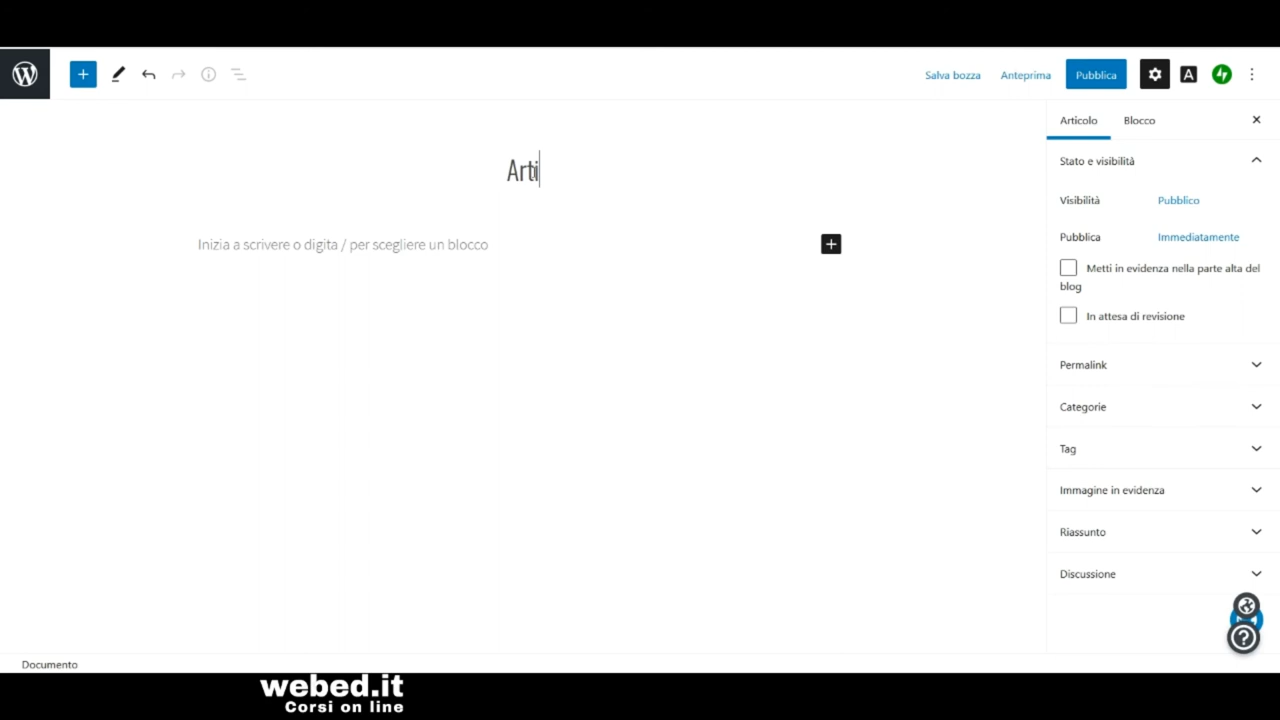 Salva bozza Anteprima Pubblica A
Articolo Blocco
Arti
Stato e visibilità
Visibilità Pubblico
Inizia a scrivere o digita / per scegliere un blocco
Pubblica Immediatamente
Metti in evidenza nella parte alta del
blog
In attesa di revisione
Permalink
Categorie
Tag
Immagine in evidenza
Riassunto
Discussione
Documento
webed.it
Corsi on line